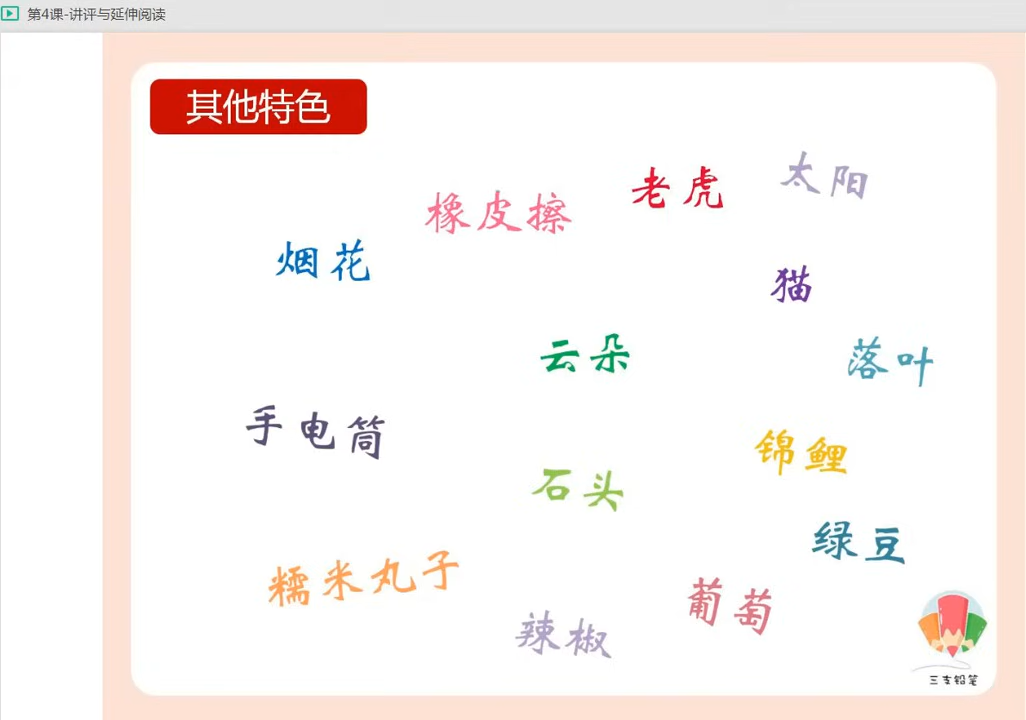 第4课-讲评与延伸阅读
其他特色
太阳
老虎
橡皮擦
烟花
猫
云朵
落叶
手电筒
锦鲤
石头
绿豆
糯米丸子
葡萄
辣椒
三支铅笔